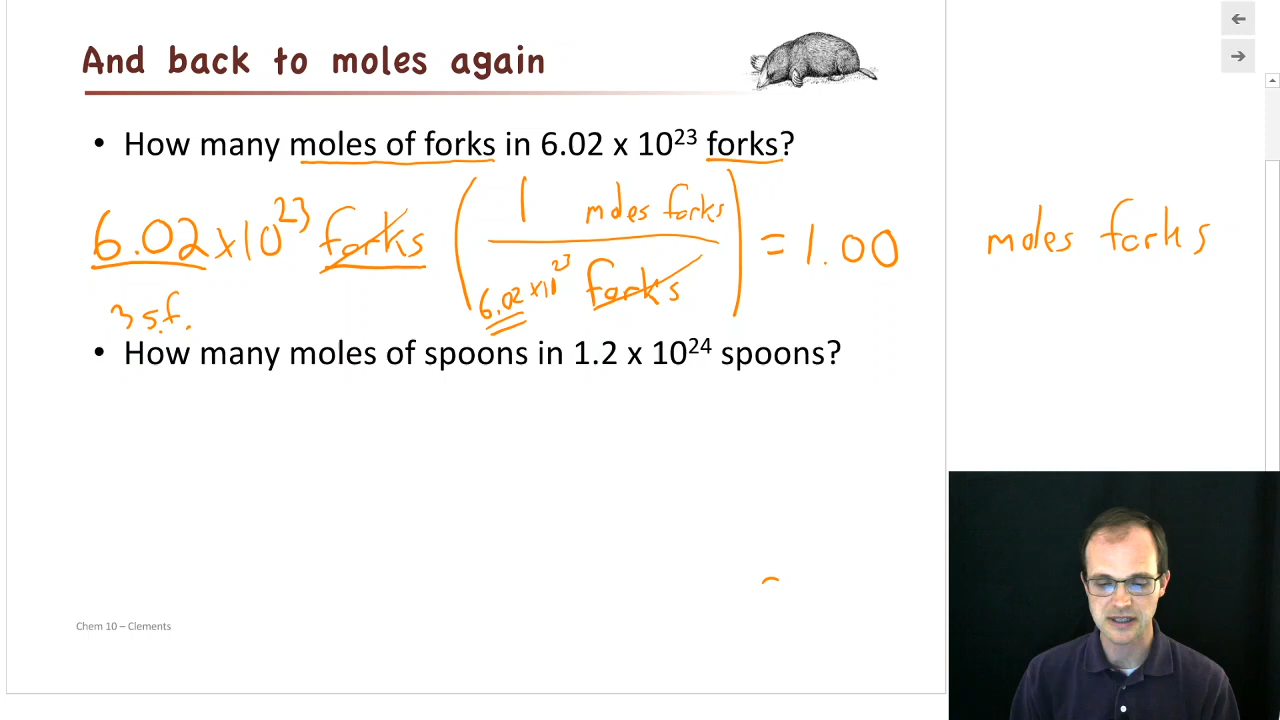 And back to moles again
• How many moles of forks in 6.02 x 10²³ forks?
6.02 x 10²³ forks ( 1 moles forks / 6.02 x 10²³ forks ) = 1.00 moles forks
3 s.f.
• How many moles of spoons in 1.2 x 10²⁴ spoons?
Chem 10 – Clements